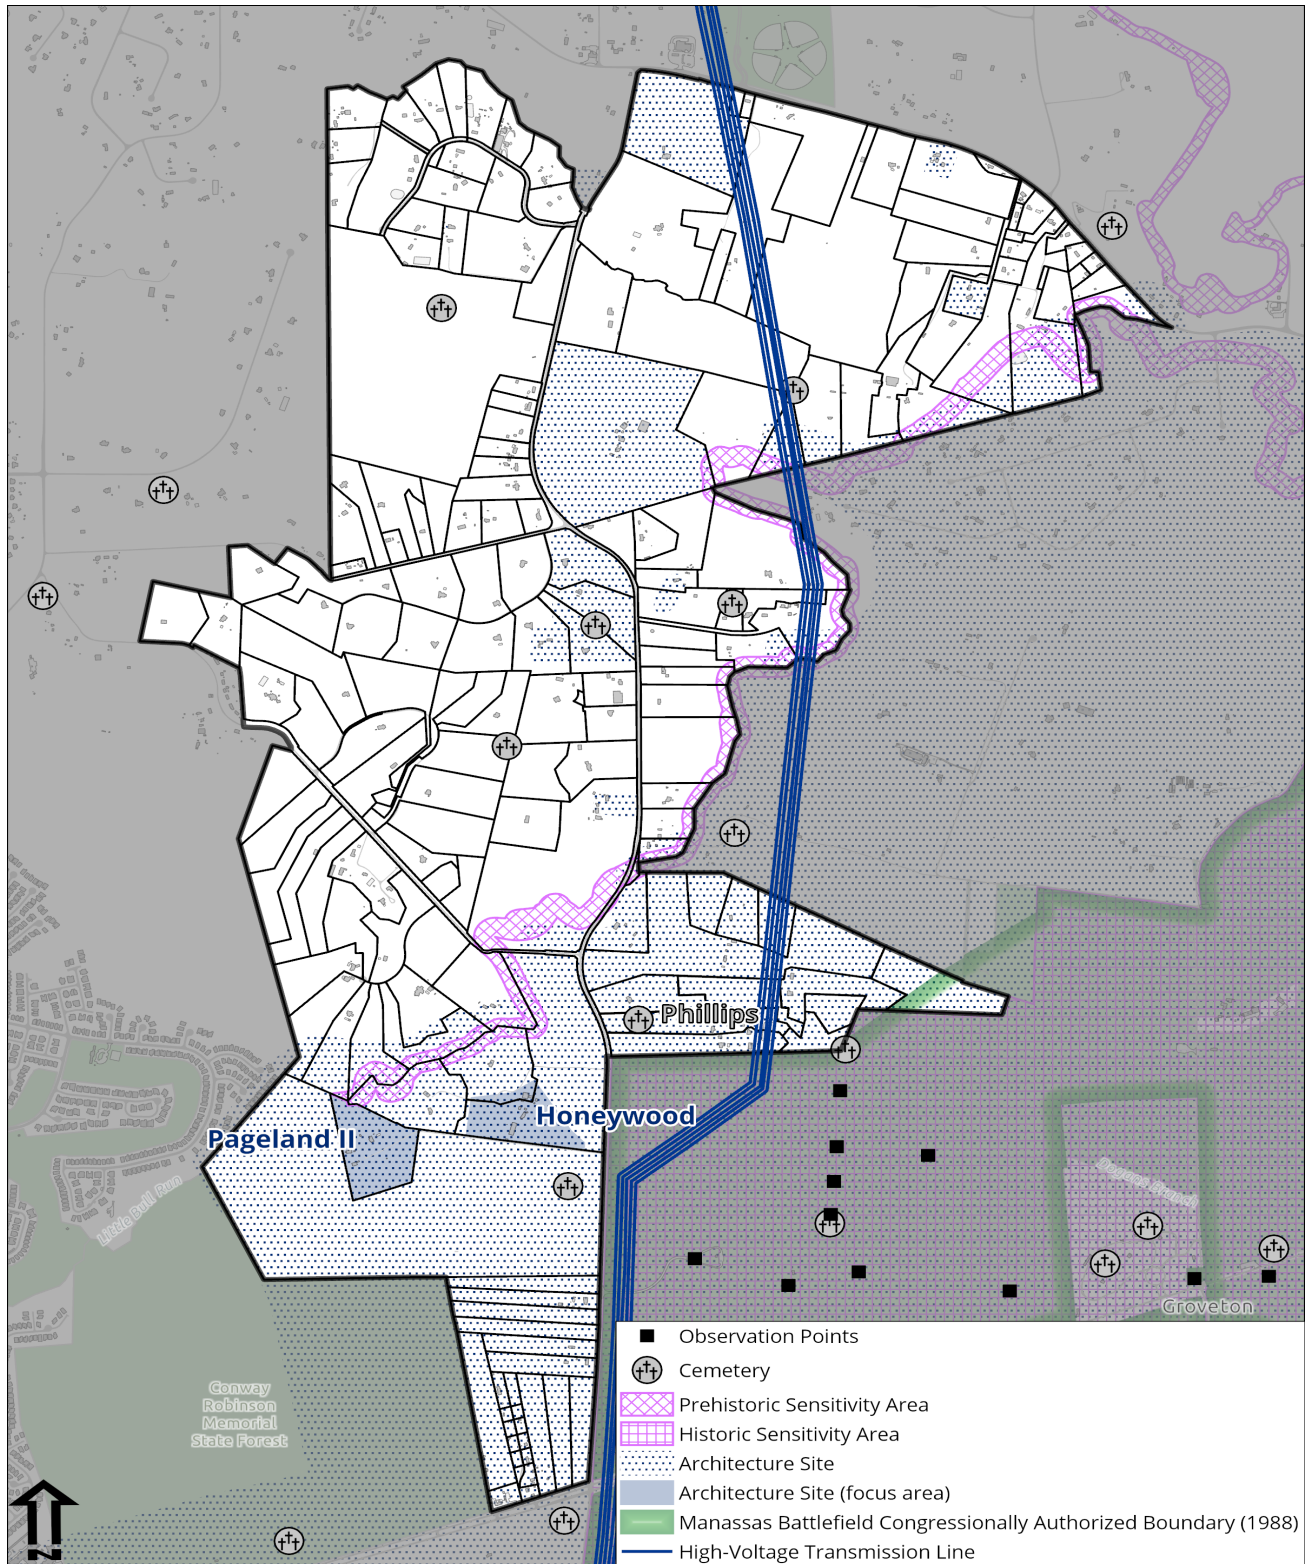 Phillips
Honeywood
Pageland II
Little Bull Run
Groveton
Conway
Robinson
Memorial
State Forest
N
Observation Points
Cemetery
Prehistoric Sensitivity Area
Historic Sensitivity Area
Architecture Site
Architecture Site (focus area)
Manassas Battlefield Congressionally Authorized Boundary (1988)
High-Voltage Transmission Line